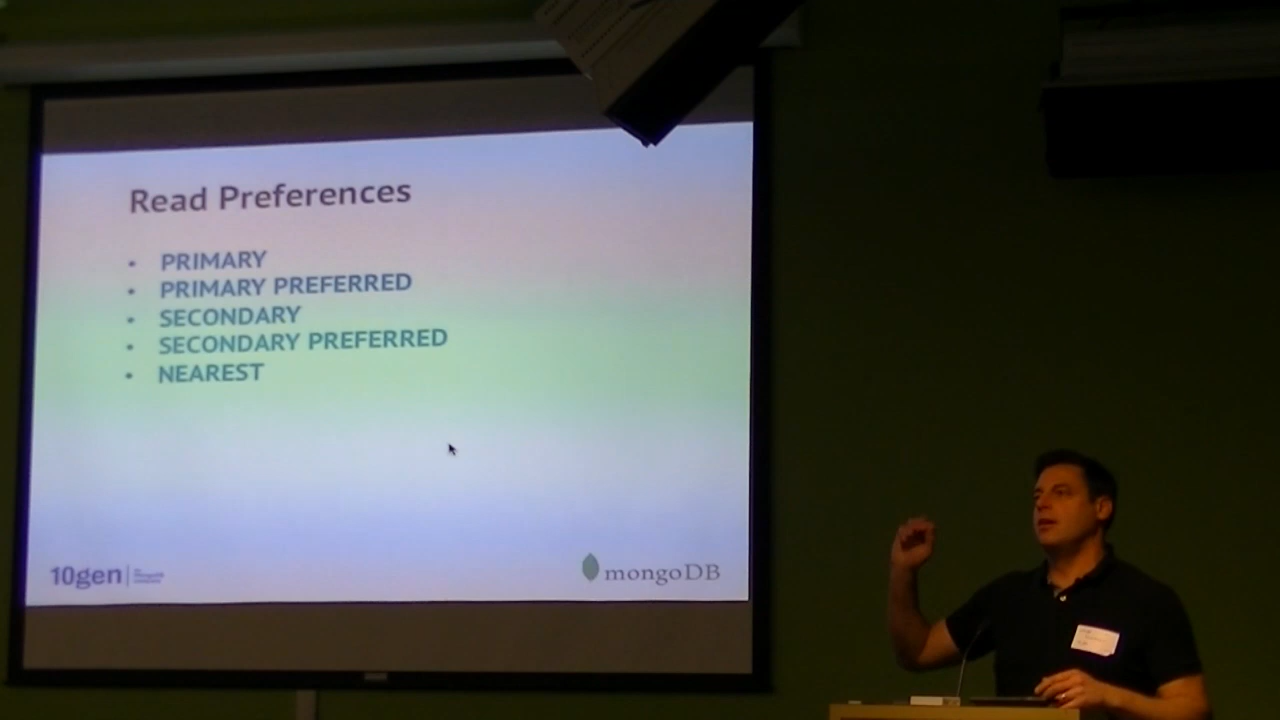 Read Preferences
• PRIMARY
• PRIMARY PREFERRED
• SECONDARY
• SECONDARY PREFERRED
• NEAREST
10gen
mongoDB